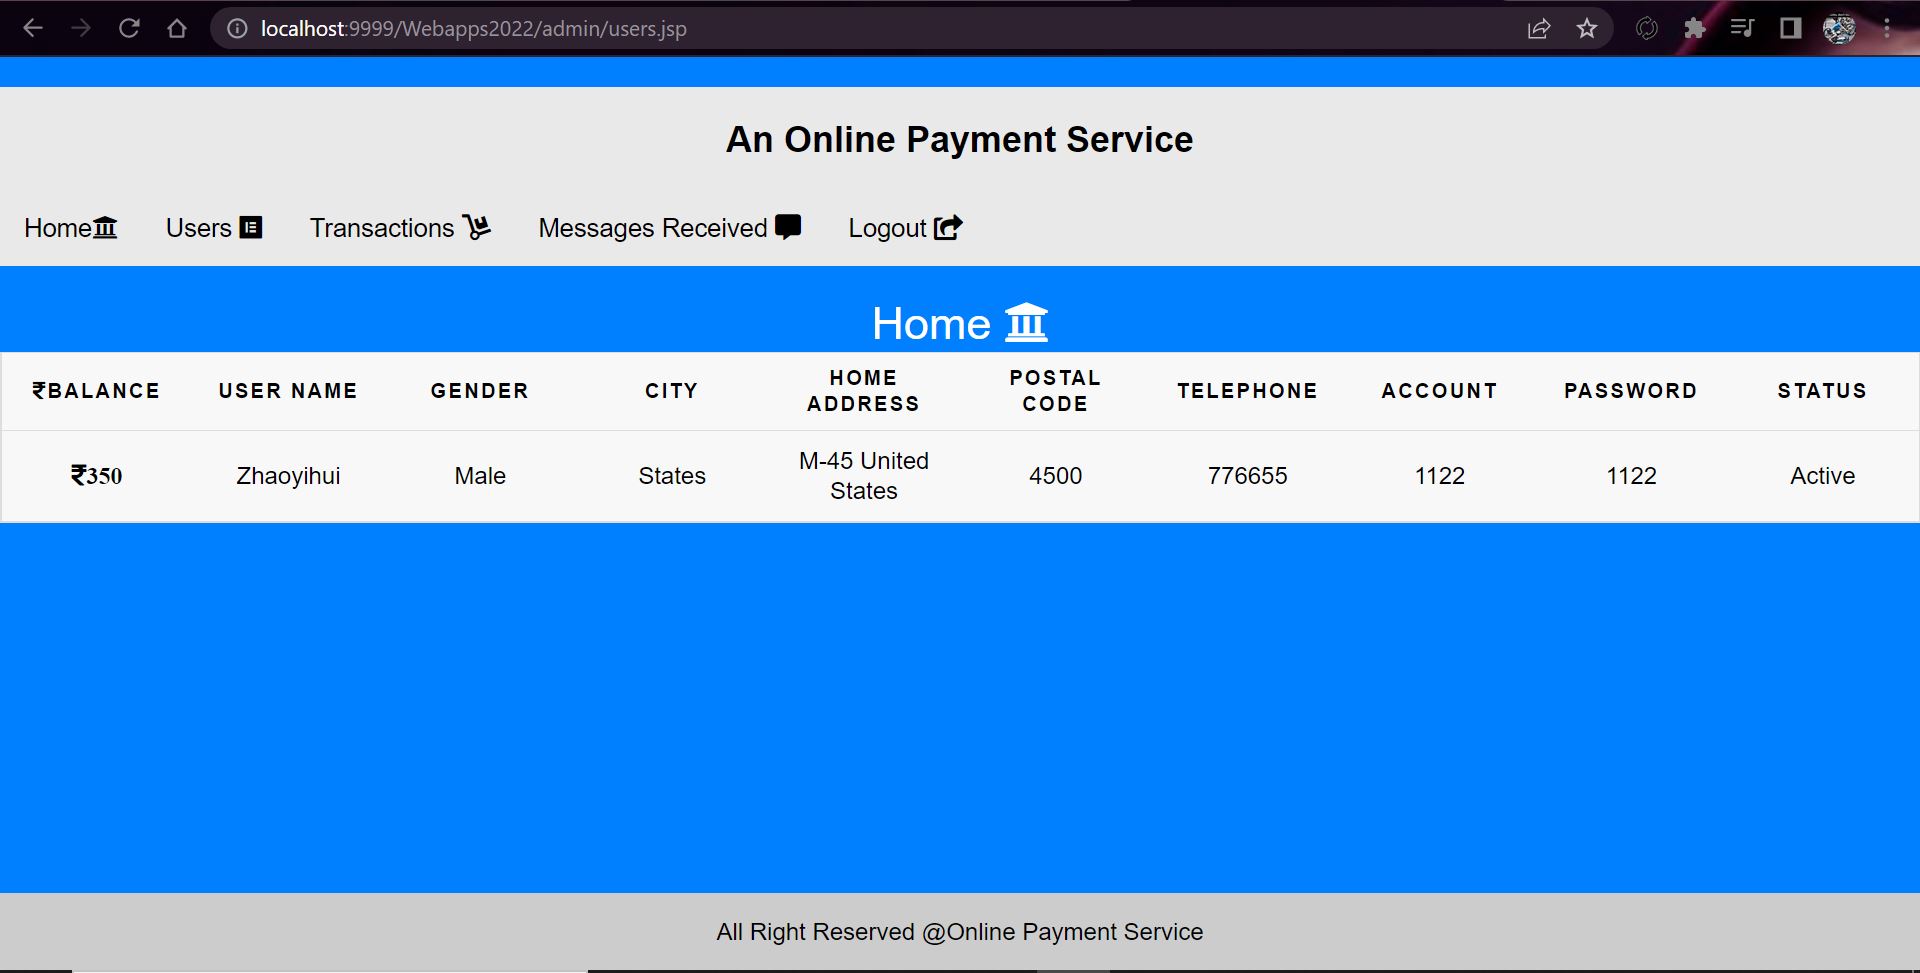 localhost:9999/Webapps2022/admin/users.jsp
An Online Payment Service
Home Users Transactions Messages Received Logout
Home
₹BALANCE USER NAME GENDER CITY HOME ADDRESS POSTAL CODE TELEPHONE ACCOUNT PASSWORD STATUS
₹350 Zhaoyihui Male States M-45 United States 4500 776655 1122 1122 Active
All Right Reserved @Online Payment Service